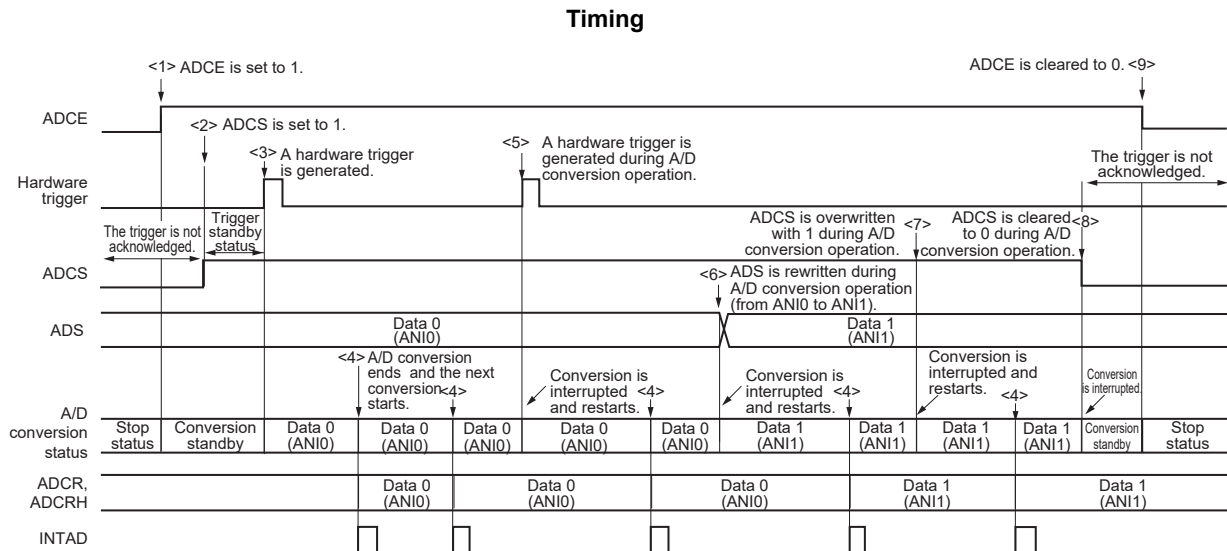 Timing
<1> ADCE is set to 1.
ADCE is cleared to 0. <9>
ADCE
<2> ADCS is set to 1.
<3> A hardware trigger
is generated.
<5> A hardware trigger is
generated during A/D
conversion operation.
The trigger is not
acknowledged.
Hardware
trigger
The trigger is not
acknowledged.
Trigger
standby
status
ADCS is overwritten
with 1 during A/D
conversion operation.
<7>
ADCS is cleared
to 0 during A/D
conversion operation.
<8>
ADCS
<6> ADS is rewritten during
A/D conversion operation
(from ANI0 to ANI1).
ADS
Data 0
(ANI0)
Data 1
(ANI1)
<4> A/D conversion
ends and the next
conversion
starts.
<4>
Conversion is
interrupted
and restarts.
<4>
Conversion is
interrupted
and restarts.
<4>
Conversion is
interrupted and
restarts.
<4>
Conversion
is interrupted.
A/D
conversion
status
Stop
status
Conversion
standby
Data 0
(ANI0)
Data 0
(ANI0)
Data 0
(ANI0)
Data 0
(ANI0)
Data 0
(ANI0)
Data 1
(ANI1)
Data 1
(ANI1)
Data 1
(ANI1)
Data 1
(ANI1)
Conversion
standby
Stop
status
ADCR,
ADCRH
Data 0
(ANI0)
Data 0
(ANI0)
Data 0
(ANI0)
Data 1
(ANI1)
Data 1
(ANI1)
INTAD